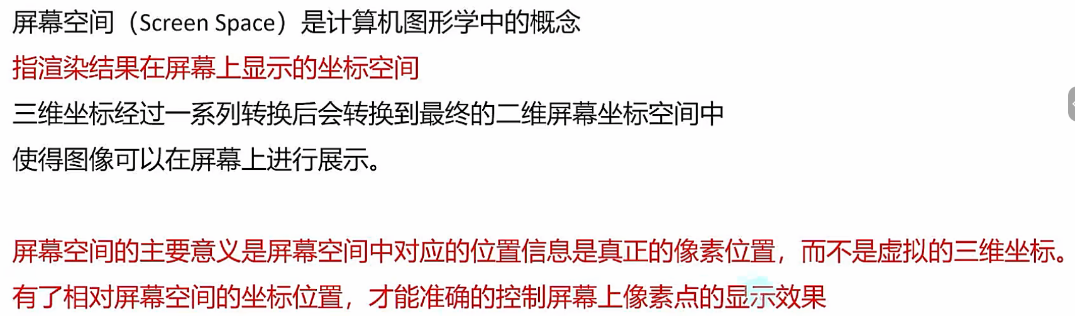 屏幕空间（Screen Space）是计算机图形学中的概念
指渲染结果在屏幕上显示的坐标空间
三维坐标经过一系列转换后会转换到最终的二维屏幕坐标空间中
使得图像可以在屏幕上进行展示。
屏幕空间的主要意义是屏幕空间中对应的位置信息是真正的像素位置，而不是虚拟的三维坐标。
有了相对屏幕空间的坐标位置，才能准确的控制屏幕上像素点的显示效果